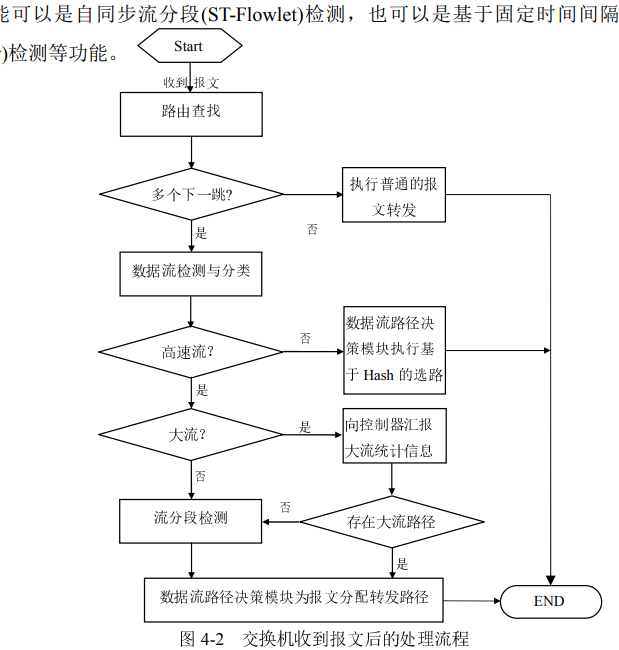 能可以是自同步流分段(ST-Flowlet)检测，也可以是基于固定时间间隔
)检测等功能。
Start
收到 报文
路由查找
多个下一跳?
执行普通的报
文转发
是
否
数据流检测与分类
高速流？
否
数据流路径决
策模块执行基
于 Hash 的选路
是
大流？
是
向控制器汇报
大流统计信息
否
流分段检测
否
存在大流路径
是
数据流路径决策模块为报文分配转发路径
END
图 4-2 交换机收到报文后的处理流程